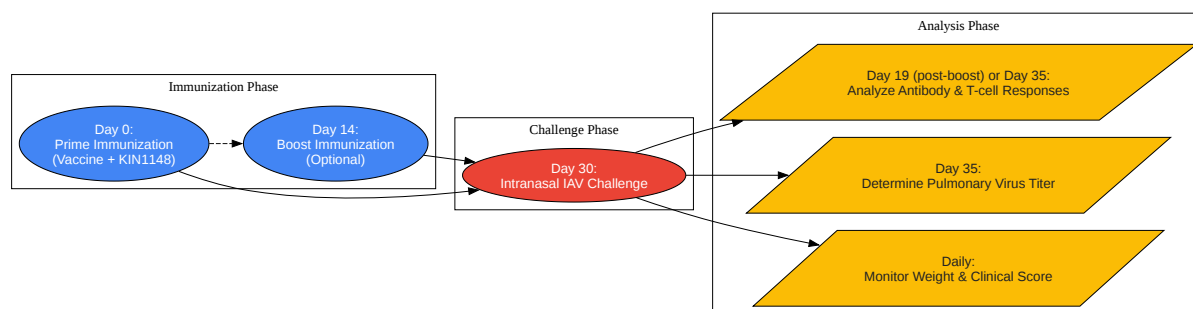 Immunization Phase
Day 0:
Prime Immunization
(Vaccine + KIN1148)
Day 14:
Boost Immunization
(Optional)
Challenge Phase
Day 30:
Intranasal IAV Challenge
Analysis Phase
Day 19 (post-boost) or Day 35:
Analyze Antibody & T-cell Responses
Day 35:
Determine Pulmonary Virus Titer
Daily:
Monitor Weight & Clinical Score